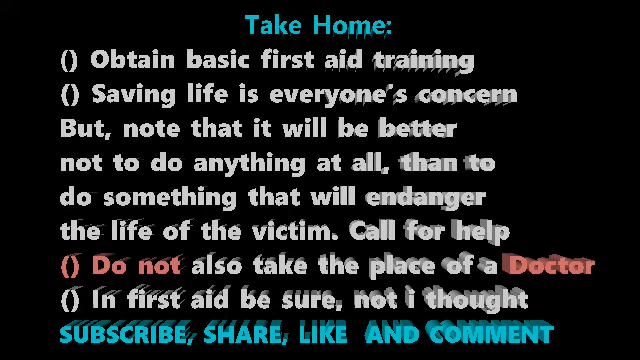 Take Home:
() Obtain basic first aid training
() Saving life is everyone's concern
But, note that it will be better
not to do anything at all, than to
do something that will endanger
the life of the victim. Call for help
() Do not also take the place of a Doctor
() In first aid be sure, not i thought
SUBSCRIBE, SHARE, LIKE AND COMMENT